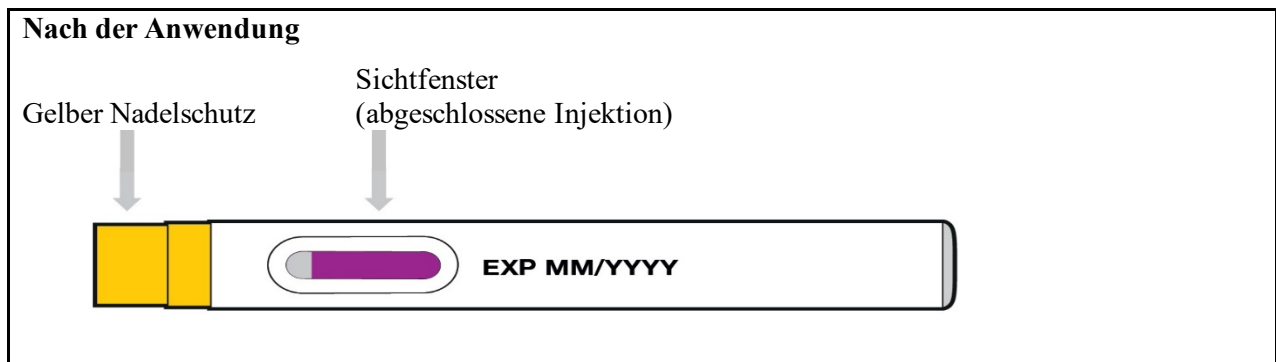 Nach der Anwendung
Gelber Nadelschutz
Sichtfenster
(abgeschlossene Injektion)
EXP MM/YYYY